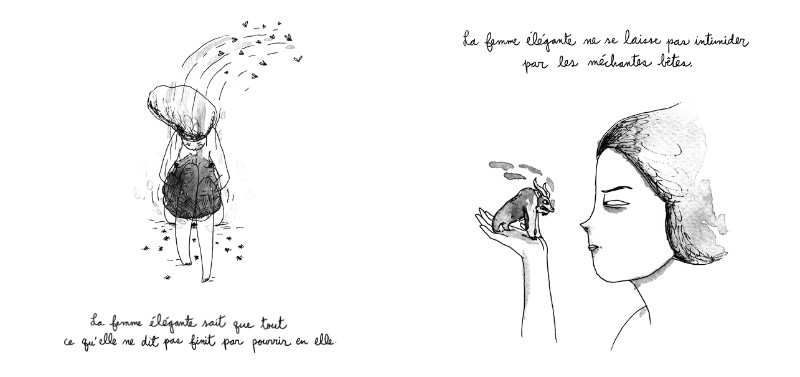 La femme élégante sait que tout
ce qu'elle ne dit pas finit par pourrir en elle.
La femme élégante ne se laisse pas intimider
par les méchantes bêtes.